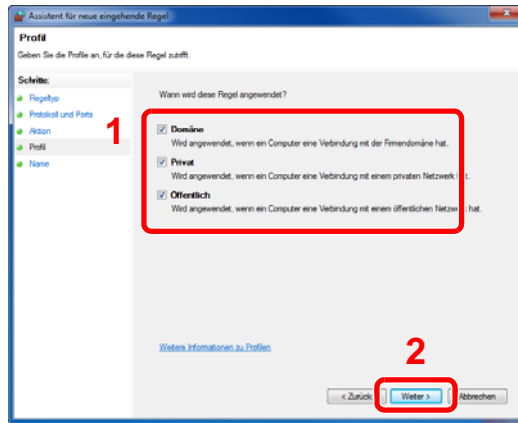 Assistent für neue eingehende Regel
Profil
Geben Sie die Profile an, für die diese Regel zutrifft.
Schritte:
Regeltyp
Protokoll und Ports
Aktion
Profil
Name
Wann wird diese Regel angewendet?
1
Domäne
Wird angewendet, wenn ein Computer eine Verbindung mit der Firmendomäne hat.
Privat
Wird angewendet, wenn ein Computer eine Verbindung mit einem privaten Netzwerk hat.
Öffentlich
Wird angewendet, wenn ein Computer eine Verbindung mit einem öffentlichen Netzwerk hat.
Weitere Informationen zu Profilen
2
< Zurück
Weiter >
Abbrechen